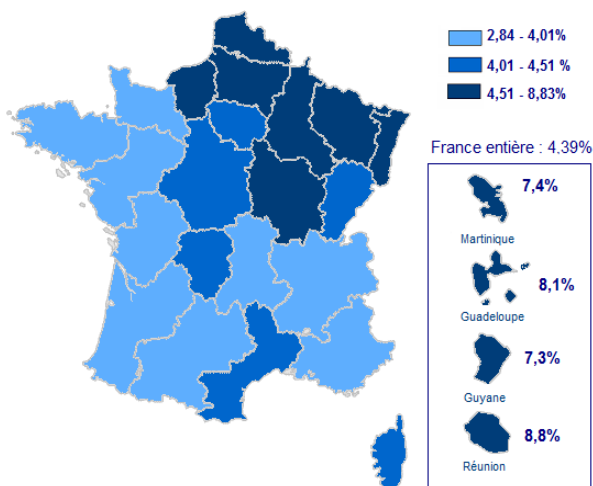 2,84 - 4,01%
4,01 - 4,51 %
4,51 - 8,83%
France entière : 4.39%
7,4%
Martinique
8,1%
Guadeloupe
7,3%
Guyane
8,8%
Réunion